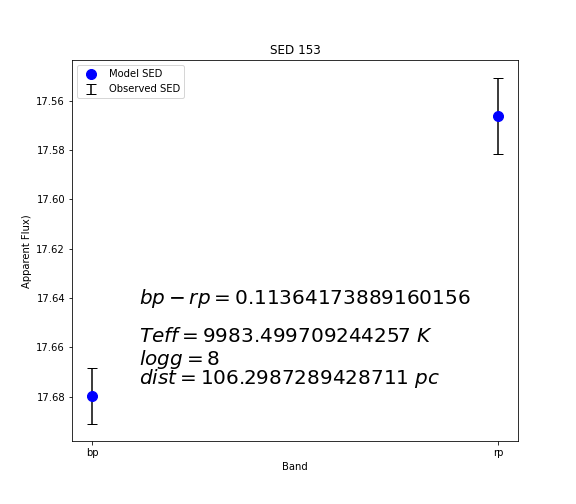 SED 153
Model SED
Observed SED
17.56
17.58
17.60
17.62
17.64
17.66
17.68
Apparent Flux)
bp − rp = 0.11364173889160156
Teff = 9983.499709244257 K
logg = 8
dist = 106.2987289428711 pc
bp
rp
Band